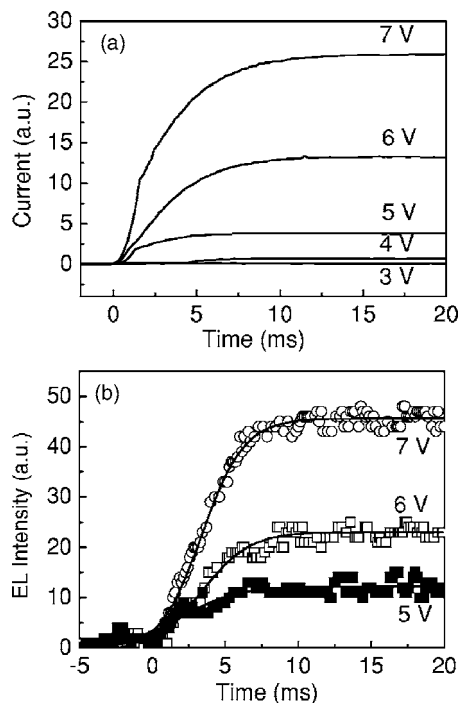 (a)
30
25
20
15
10
5
0
Current (a.u.)
7 V
6 V
5 V
4 V
3 V
0 5 10 15 20
Time (ms)
(b)
50
40
30
20
10
0
EL Intensity (a.u.)
7 V
6 V
5 V
-5 0 5 10 15 20
Time (ms)